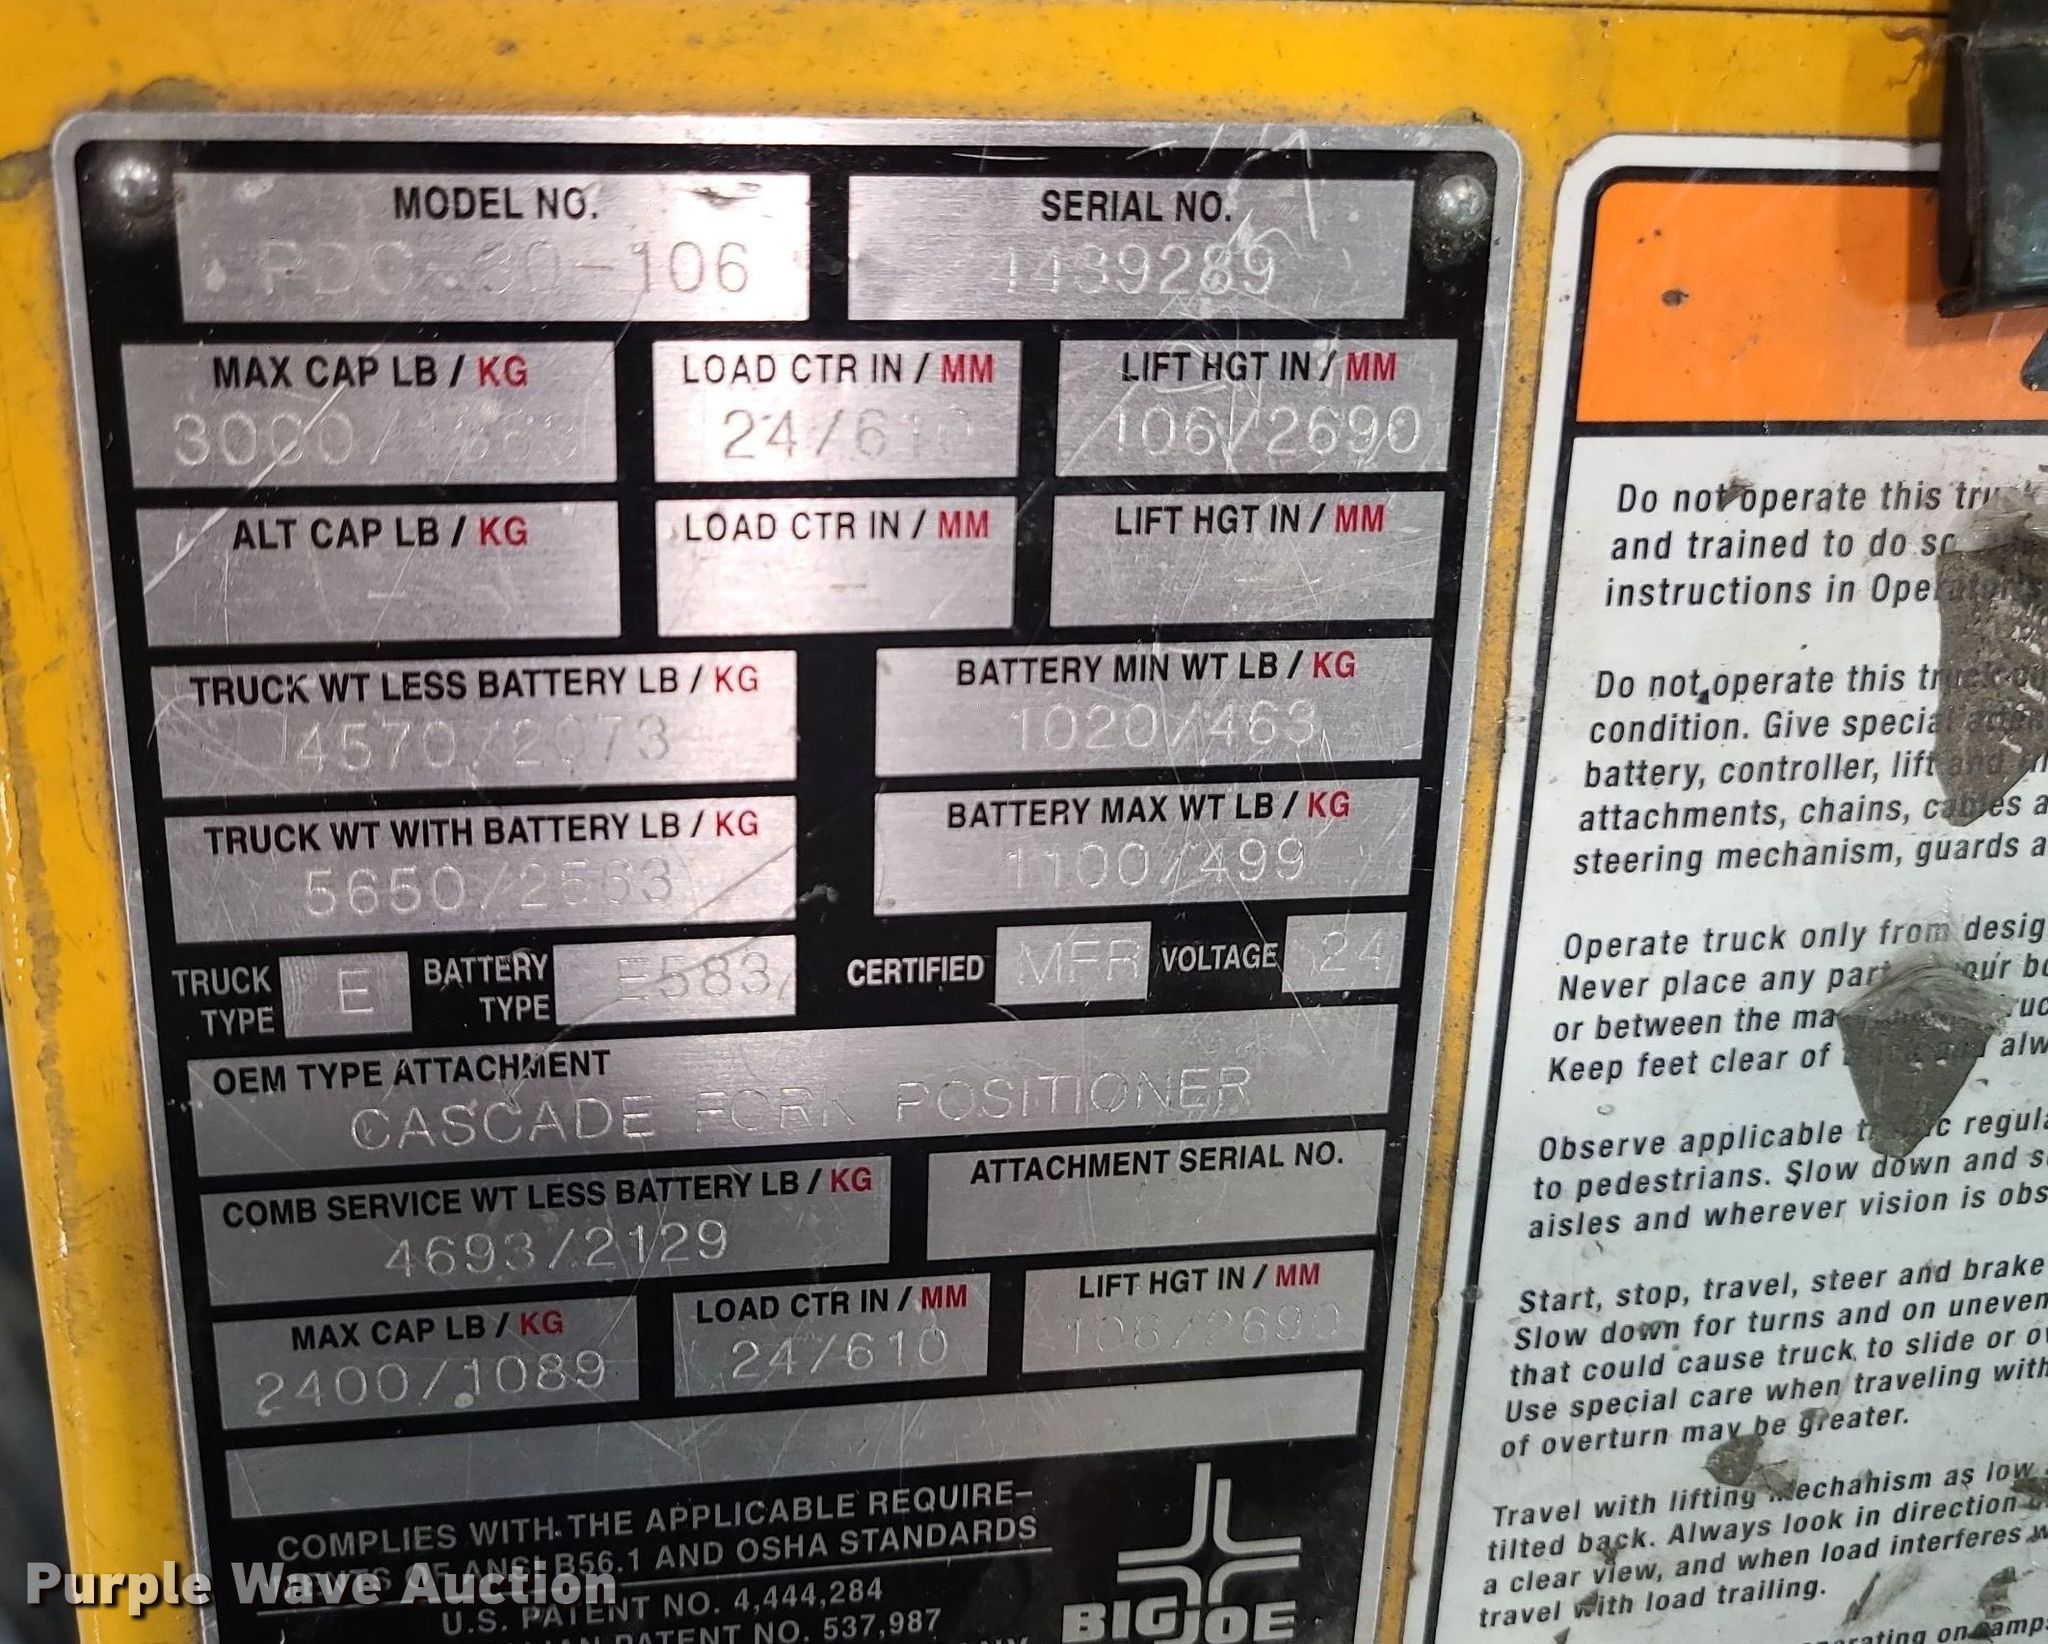 MODEL NO.
PDC-30-106
SERIAL NO.
4439289
MAX CAP LB / KG
3000/
LOAD CTR IN / MM
24/610
LIFT HGT IN / MM
106/2690
ALT CAP LB / KG
-
LOAD CTR IN / MM
-
LIFT HGT IN / MM
-
TRUCK WT LESS BATTERY LB / KG
4570/2073
BATTERY MIN WT LB / KG
1020/463
TRUCK WT WITH BATTERY LB / KG
5650/2563
BATTERY MAX WT LB / KG
1100/499
TRUCK TYPE
E
BATTERY TYPE
E583
CERTIFIED
MFR
VOLTAGE
24
OEM TYPE ATTACHMENT
CASCADE FORK POSITIONER
COMB SERVICE WT LESS BATTERY LB / KG
4693/2129
ATTACHMENT SERIAL NO.
MAX CAP LB / KG
2400/1089
LOAD CTR IN / MM
24/610
LIFT HGT IN / MM
106/2690
COMPLIES WITH THE APPLICABLE REQUIRE-
MENTS OF ANSI B56.1 AND OSHA STANDARDS
U.S. PATENT NO. 4,444,284
PATENT NO. 537,987
BIG JOE
Do not operate this
and trained to do so
instructions in
Do not operate this
condition. Give special
battery, controller, lift and
attachments, chains, cables
steering mechanism, guards
Operate truck only from
Never place any part your
or between the
Keep feet clear of
Observe applicable
to pedestrians. Slow down and
aisles and wherever vision is
Start, stop, travel, steer and brake
Slow down for turns and on uneven
that could cause truck to slide or
Use special care when traveling
of overturn may be greater.
Travel with lifting mechanism as low
tilted back. Always look in direction
a clear view, and when load interferes
travel with load trailing.
on
Purple Wave Auction